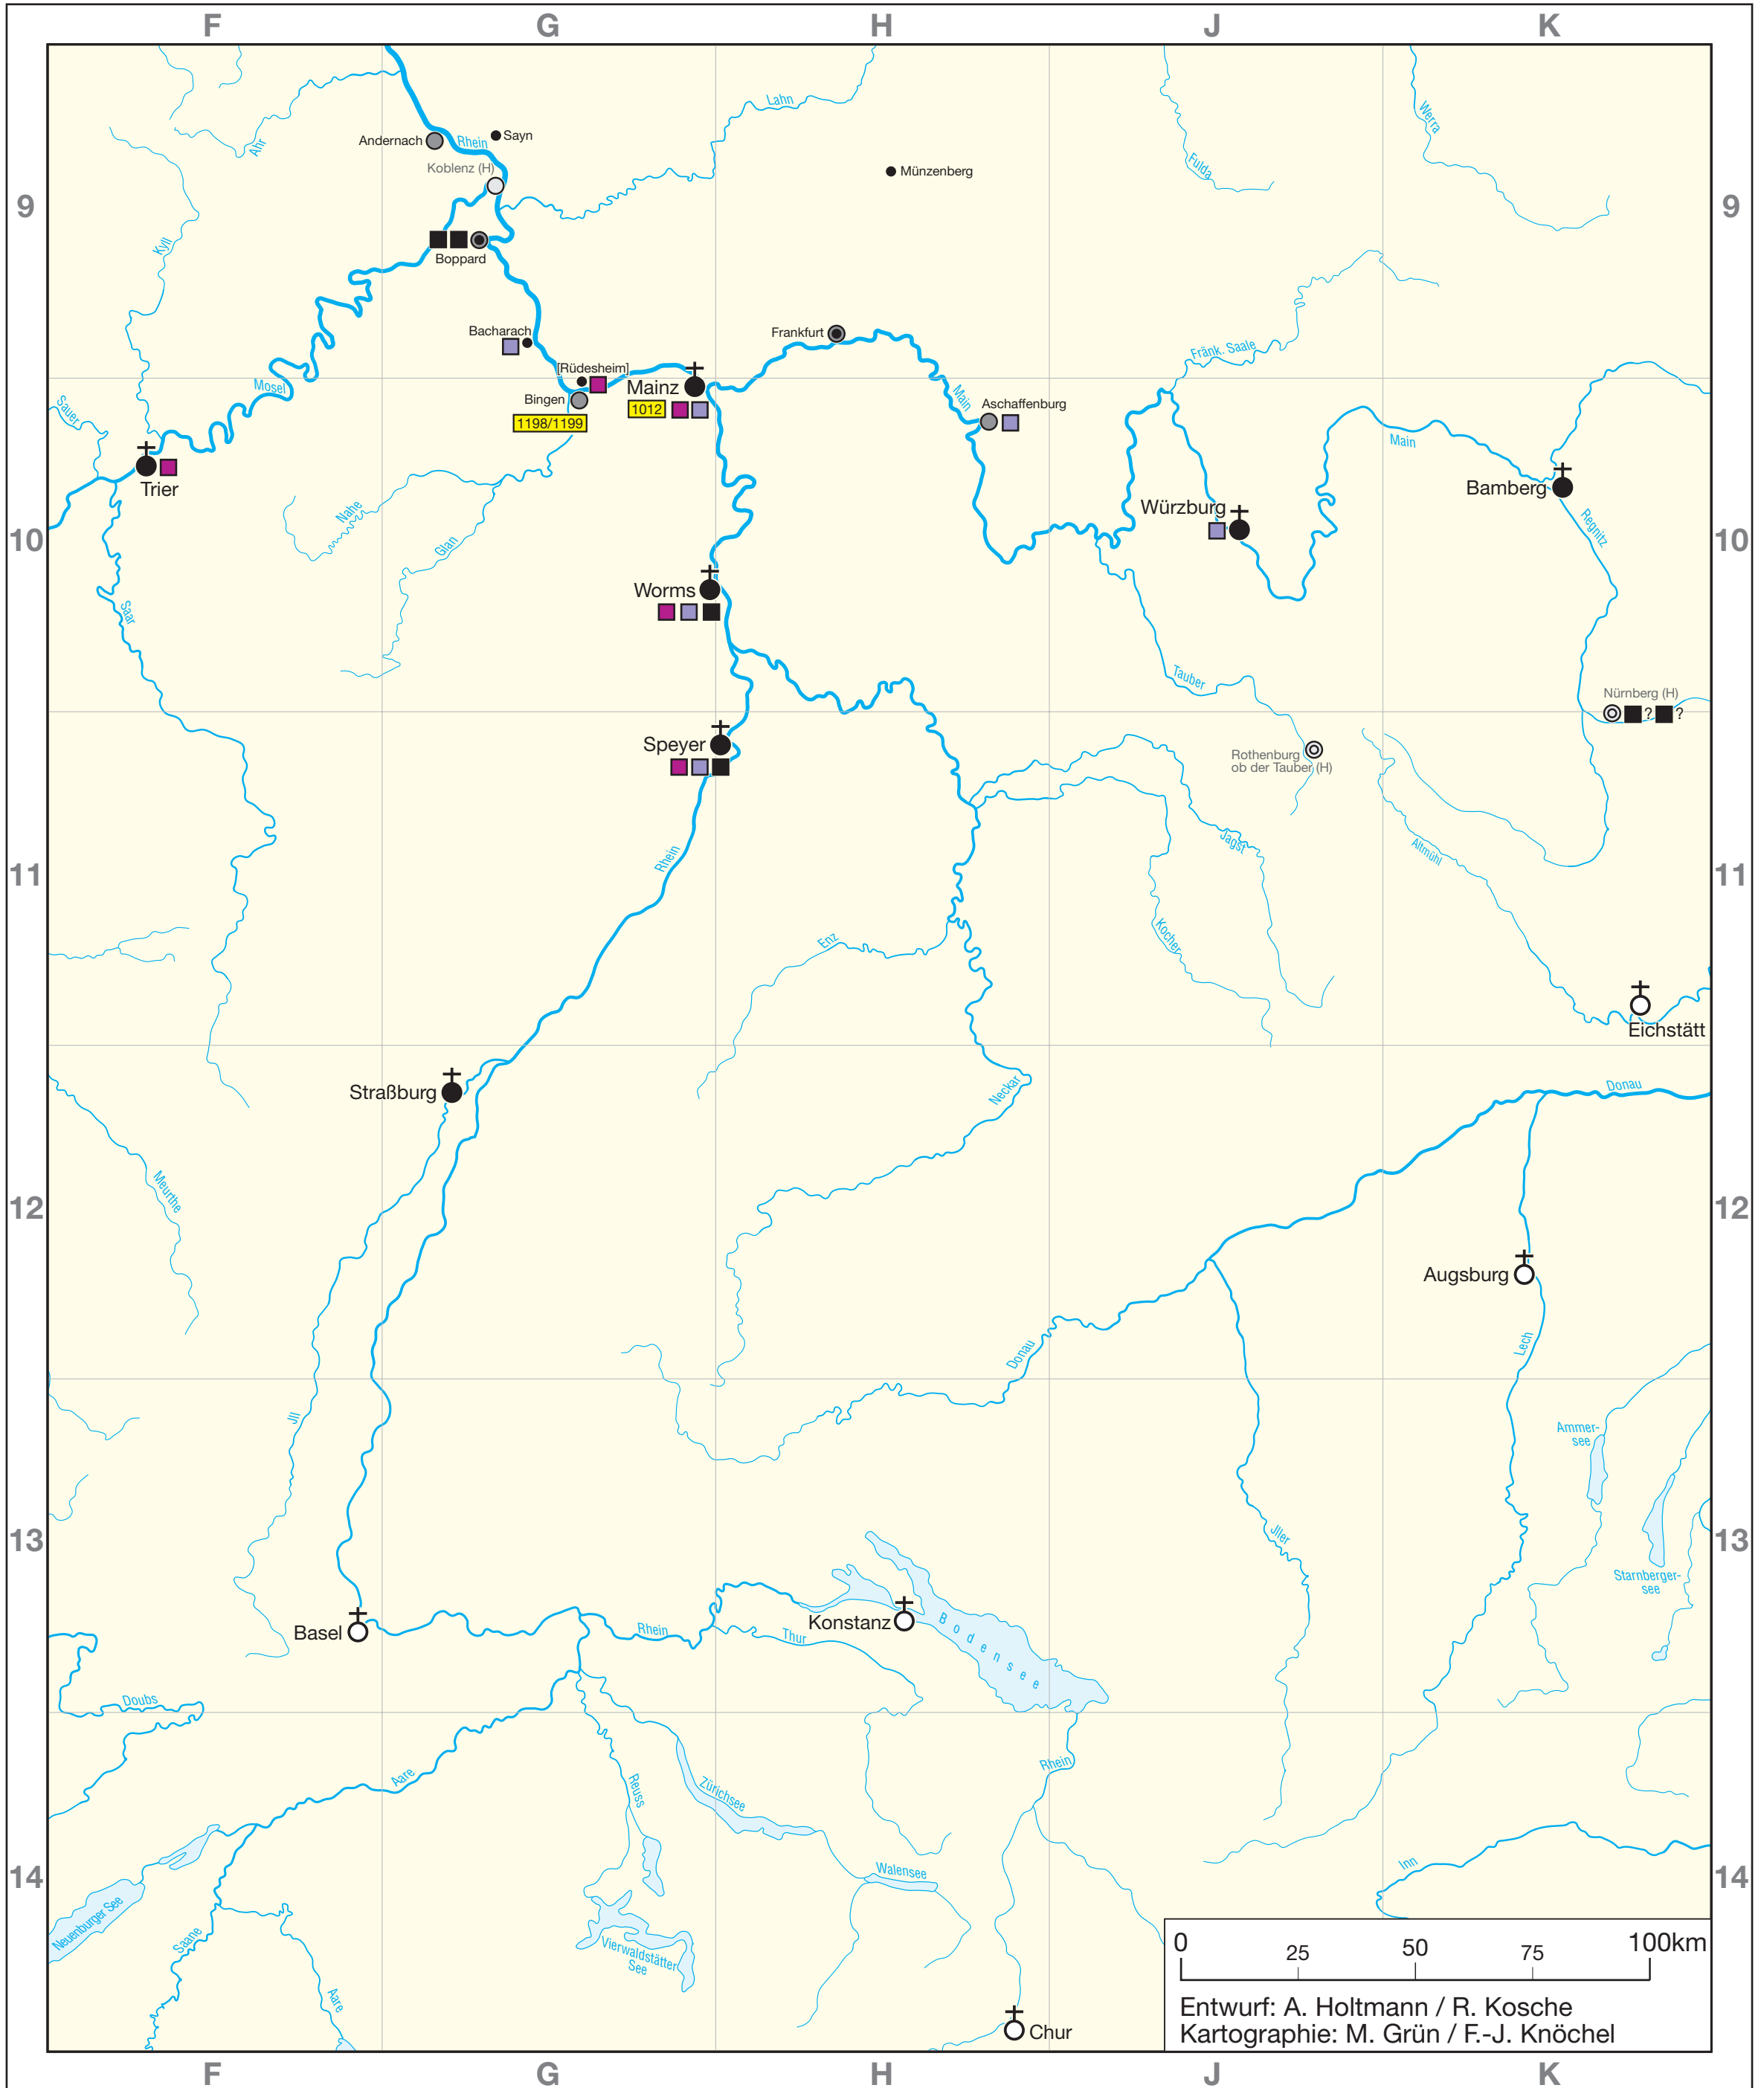 F G H J K
Lahn
Werra
Ahr
Andernach
Rhein
Sayn
Koblenz (H)
Münzenberg
Fulda
9 9
Kyll
Boppard
Bacharach
Frankfurt
Fränk. Saale
[Rüdesheim]
Mosel
Mainz
Main
Sauer
Bingen
1012
Aschaffenburg
1198/1199
Main
Trier
Bamberg
Nahe
Würzburg
Regnitz
10 10
Glan
Worms
Saar
Tauber
Nürnberg (H)
? ?
Speyer
Rothenburg
ob der Tauber (H)
Rhein
Jagst
Altmühl
11 11
Enz
Kocher
Eichstätt
Straßburg
Neckar
Donau
Meurthe
12 12
Augsburg
Donau
Lech
Jll
Ammer-
see
13 13
Jller
Starnberger-
see
Basel
Rhein
Thur
Konstanz
Bodensee
Doubs
Rhein
Aare
Reuss
Zürichsee
Walensee
Inn
14 14
Neuenburger See
Saane
Vierwaldstätter
See
Aare
Chur
0 25 50 75 100km
Entwurf: A. Holtmann / R. Kosche
Kartographie: M. Grün / F.-J. Knöchel
F G H J K